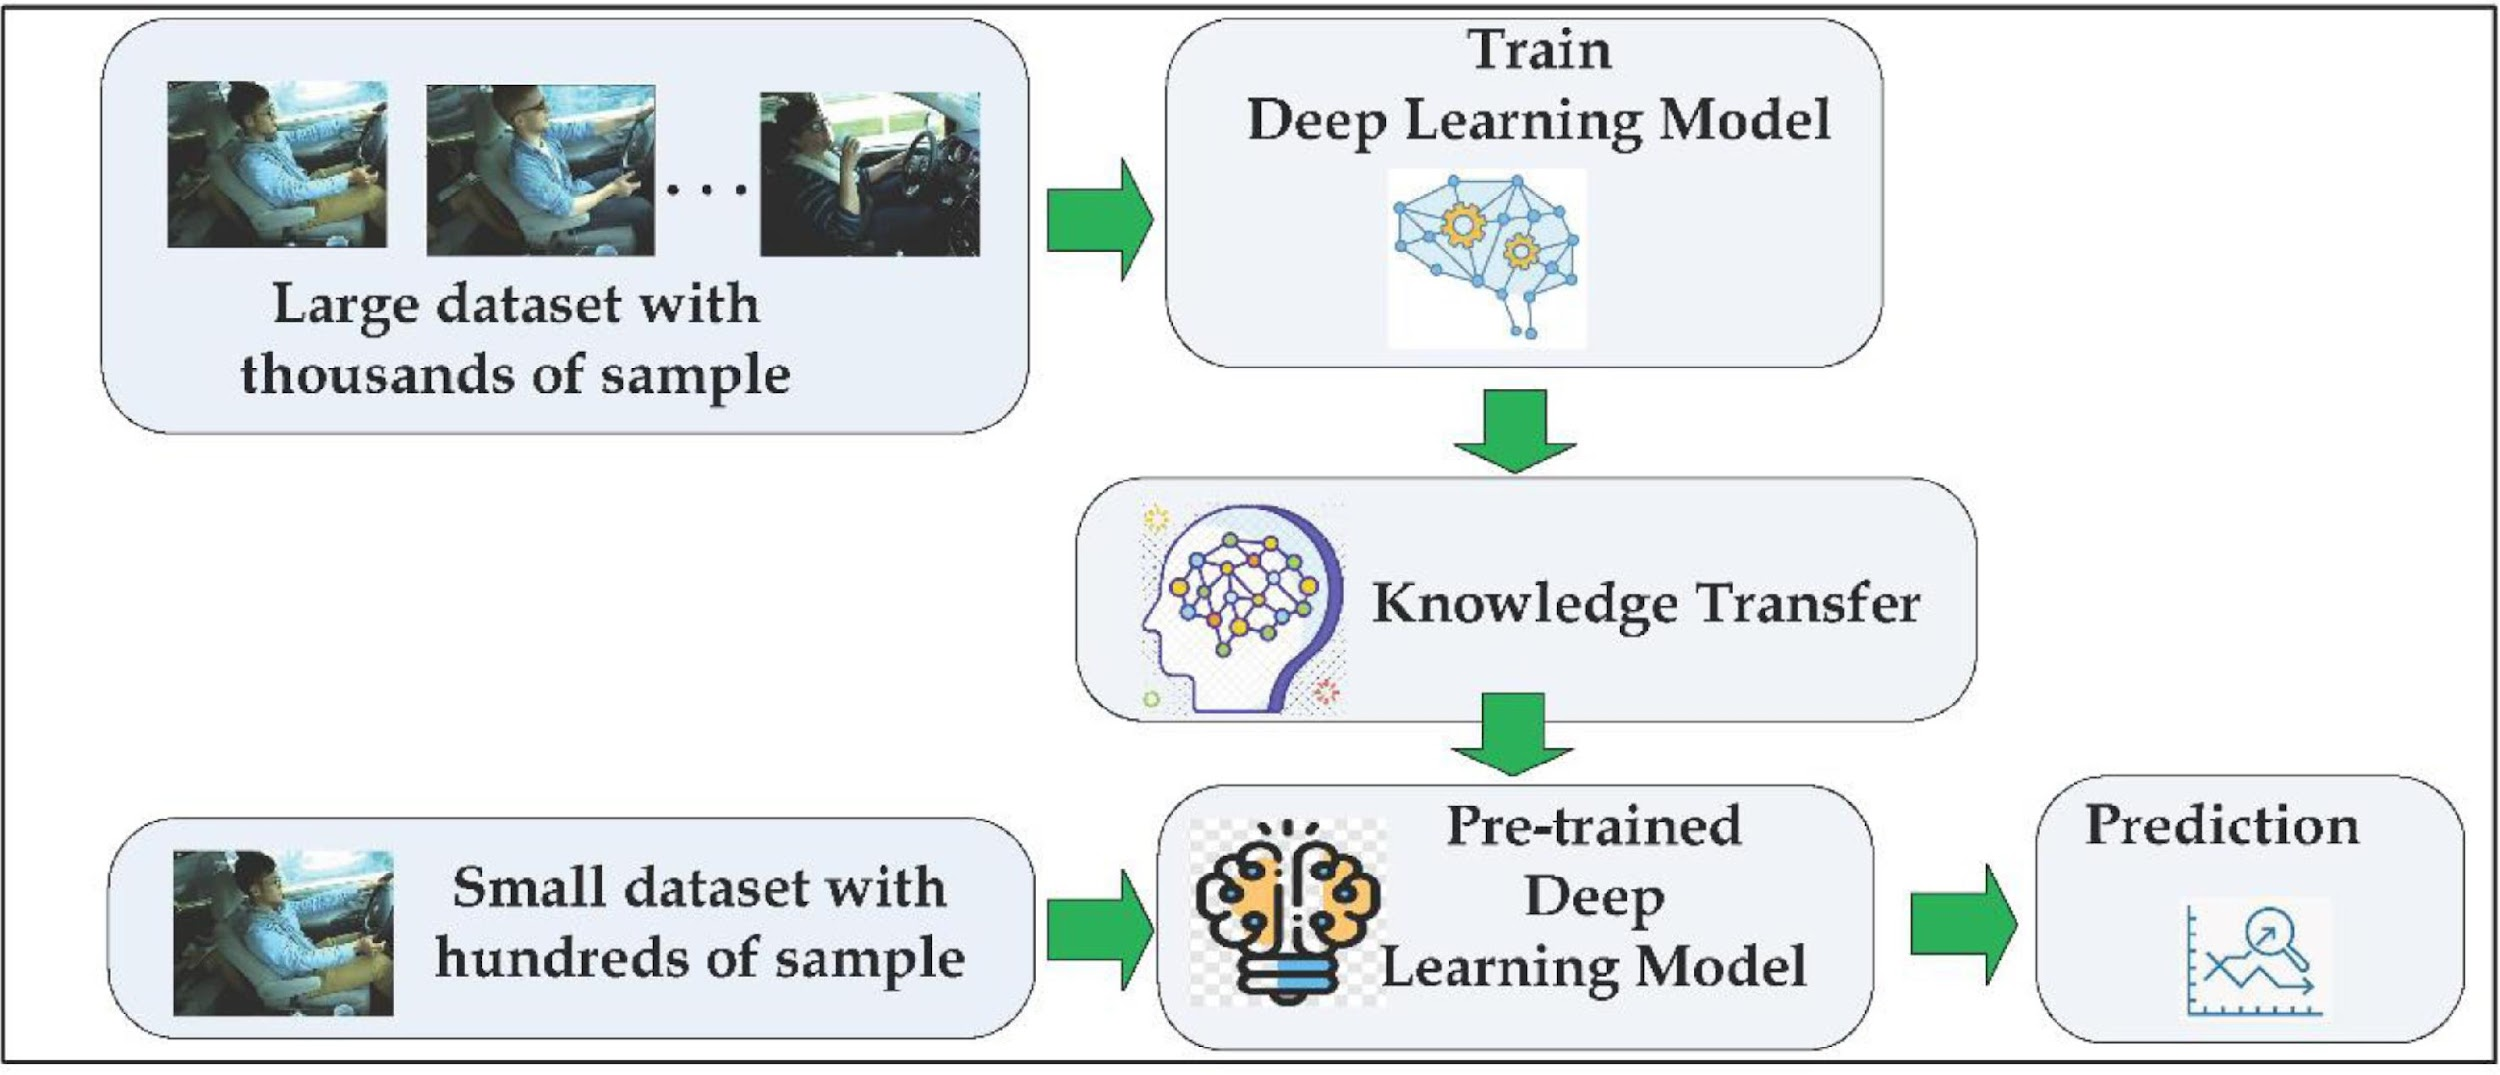 Large dataset with
thousands of sample
Train
Deep Learning Model
Knowledge Transfer
Small dataset with
hundreds of sample
Pre-trained
Deep
Learning Model
Prediction